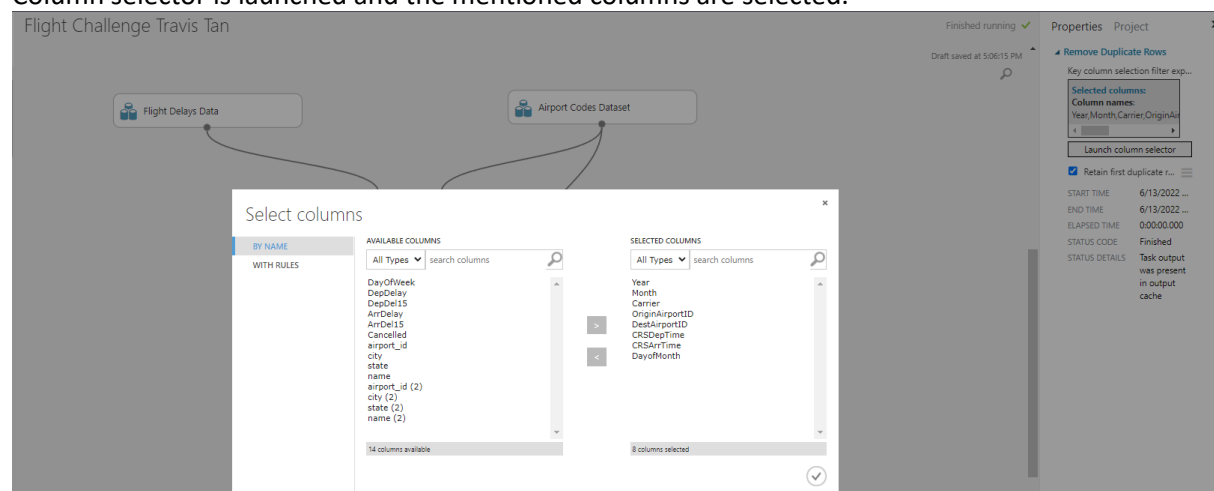 Column selector is launched and the mentioned columns are selected.
Flight Challenge Travis Tan
Finished running ✓
Draft saved at 5:06:15 PM
Properties Project
Remove Duplicate Rows
Key column selection filter exp...
Selected columns:
Column names:
Year,Month,Carrier,OriginAir
Launch column selector
Retain first duplicate r...
START TIME 6/13/2022 ...
END TIME 6/13/2022 ...
ELAPSED TIME 0:00:00.000
STATUS CODE Finished
STATUS DETAILS Task output
was present
in output
cache
Flight Delays Data
Airport Codes Dataset
Select columns
BY NAME
WITH RULES
AVAILABLE COLUMNS
All Types search columns
DayOfWeek
DepDelay
DepDel15
ArrDelay
ArrDel15
Cancelled
airport_id
city
state
name
airport_id (2)
city (2)
state (2)
name (2)
14 columns available
SELECTED COLUMNS
All Types search columns
Year
Month
Carrier
OriginAirportID
DestAirportID
CRSDepTime
CRSArrTime
DayofMonth
8 columns selected